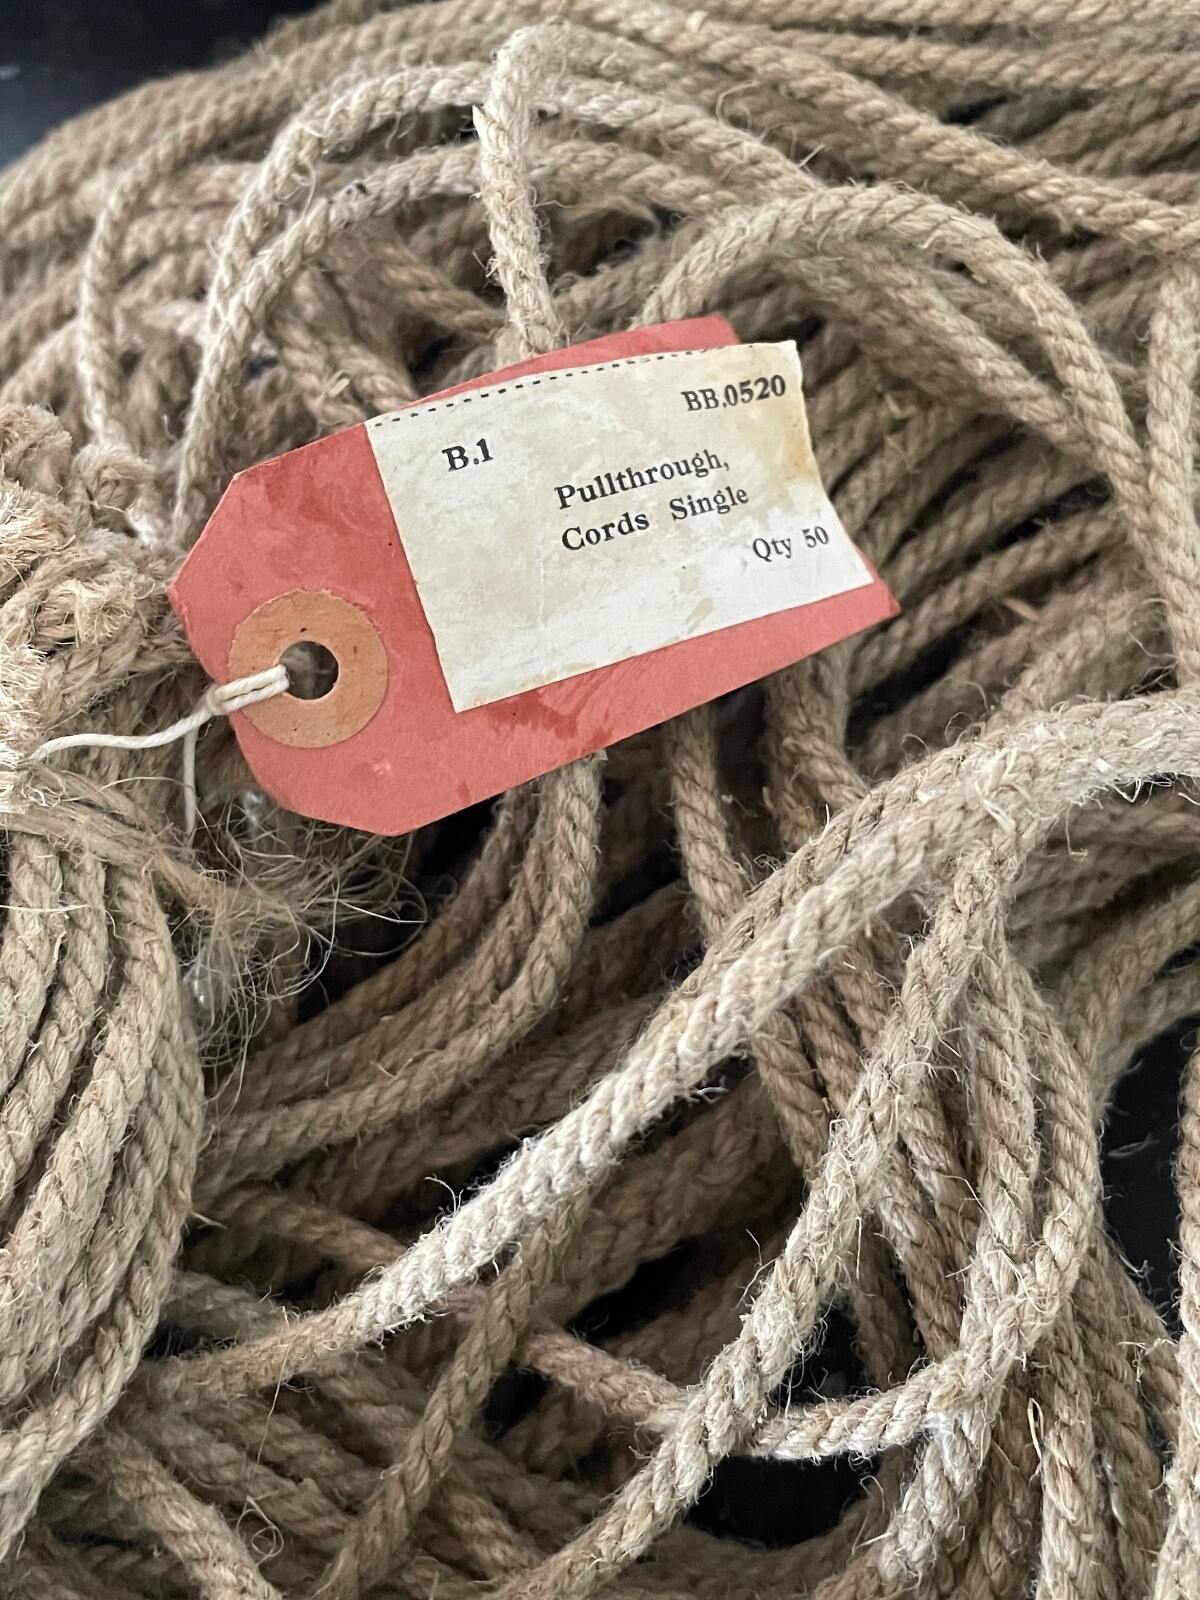 BB.0520
B.1
Pullthrough,
Cords Single
Qty 50